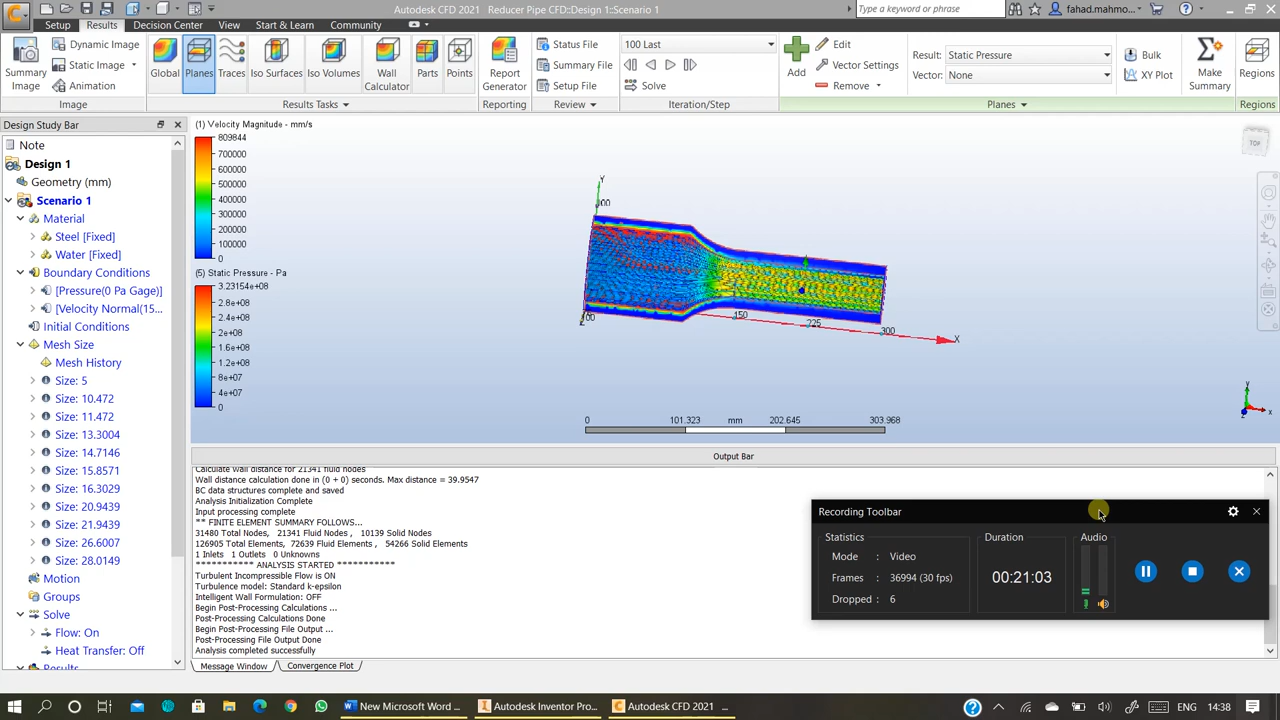 Autodesk CFD 2021 Reducer Pipe CFD::Design 1::Scenario 1
Type a keyword or phrase
fahad.mahmo...
Setup Results Decision Center View Start & Learn Community
Summary Image
Dynamic Image
Static Image
Animation
Image
Global
Planes
Traces
Iso Surfaces
Iso Volumes
Wall Calculator
Parts
Points
Results Tasks
Report Generator
Reporting
Status File
Summary File
Setup File
Review
100 Last
Solve
Iteration/Step
Add
Edit
Vector Settings
Remove
Result: Static Pressure
Vector: None
Bulk
XY Plot
Make Summary
Planes
Regions
Regions
Design Study Bar
Note
Design 1
Geometry (mm)
Scenario 1
Material
Steel [Fixed]
Water [Fixed]
Boundary Conditions
[Pressure(0 Pa Gage)]
[Velocity Normal(15...
Initial Conditions
Mesh Size
Mesh History
Size: 5
Size: 10.472
Size: 11.472
Size: 13.3004
Size: 14.7146
Size: 15.8571
Size: 16.3029
Size: 20.9439
Size: 21.9439
Size: 26.6007
Size: 28.0149
Motion
Groups
Solve
Flow: On
Heat Transfer: Off
Results
(1) Velocity Magnitude - mm/s
809844
700000
600000
500000
400000
300000
200000
100000
0
(5) Static Pressure - Pa
3.23154e+08
2.8e+08
2.4e+08
2e+08
1.6e+08
1.2e+08
8e+07
4e+07
0
TOP
Y
X
Z
150
225
300
0 101.323 mm 202.645 303.968
Output Bar
Calculate wall distance for 21341 fluid nodes
Wall distance calculation done in (0 + 0) seconds. Max distance = 39.9547
BC data structures complete and saved
Analysis Initialization Complete
Input processing complete
** FINITE ELEMENT SUMMARY FOLLOWS...
31480 Total Nodes, 21341 Fluid Nodes , 10139 Solid Nodes
126905 Total Elements, 72639 Fluid Elements , 54266 Solid Elements
1 Inlets 1 Outlets 0 Unknowns
*********** ANALYSIS STARTED ***********
Turbulent Incompressible Flow is ON
Turbulence model: Standard k-epsilon
Intelligent Wall Formulation: OFF
Begin Post-Processing Calculations ...
Post-Processing Calculations Done
Begin Post-Processing File Output ...
Post-Processing File Output Done
Analysis completed successfully
Message Window Convergence Plot
Recording Toolbar
Statistics
Mode : Video
Frames : 36994 (30 fps)
Dropped : 6
Duration
00:21:03
Audio
New Microsoft Word ...
Autodesk Inventor Pro...
Autodesk CFD 2021 ...
ENG 14:38